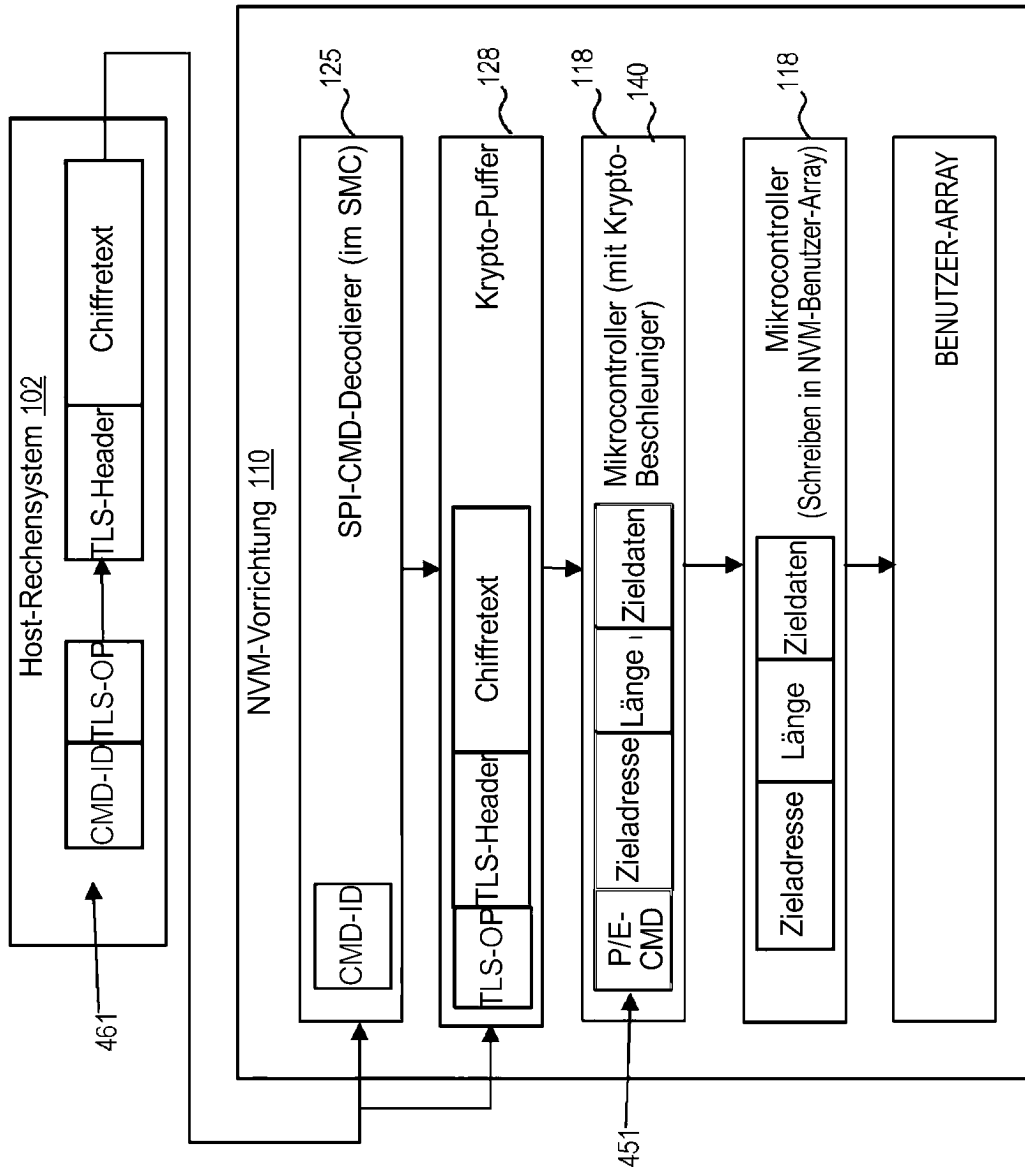 Host-Rechensystem 102
461
CMD-ID
TLS-OP
TLS-Header
Chiffretext
NVM-Vorrichtung 110
125
CMD-ID
SPI-CMD-Decodierer (im SMC)
128
TLS-OP
TLS-Header
Chiffretext
Krypto-Puffer
118
140
451
P/E-
CMD
Zieladresse
Länge
Zieldaten
Mikrocontroller (mit Krypto-
Beschleuniger)
118
Zieladresse
Länge
Zieldaten
Mikrocontroller
(Schreiben in NVM-Benutzer-Array)
BENUTZER-ARRAY